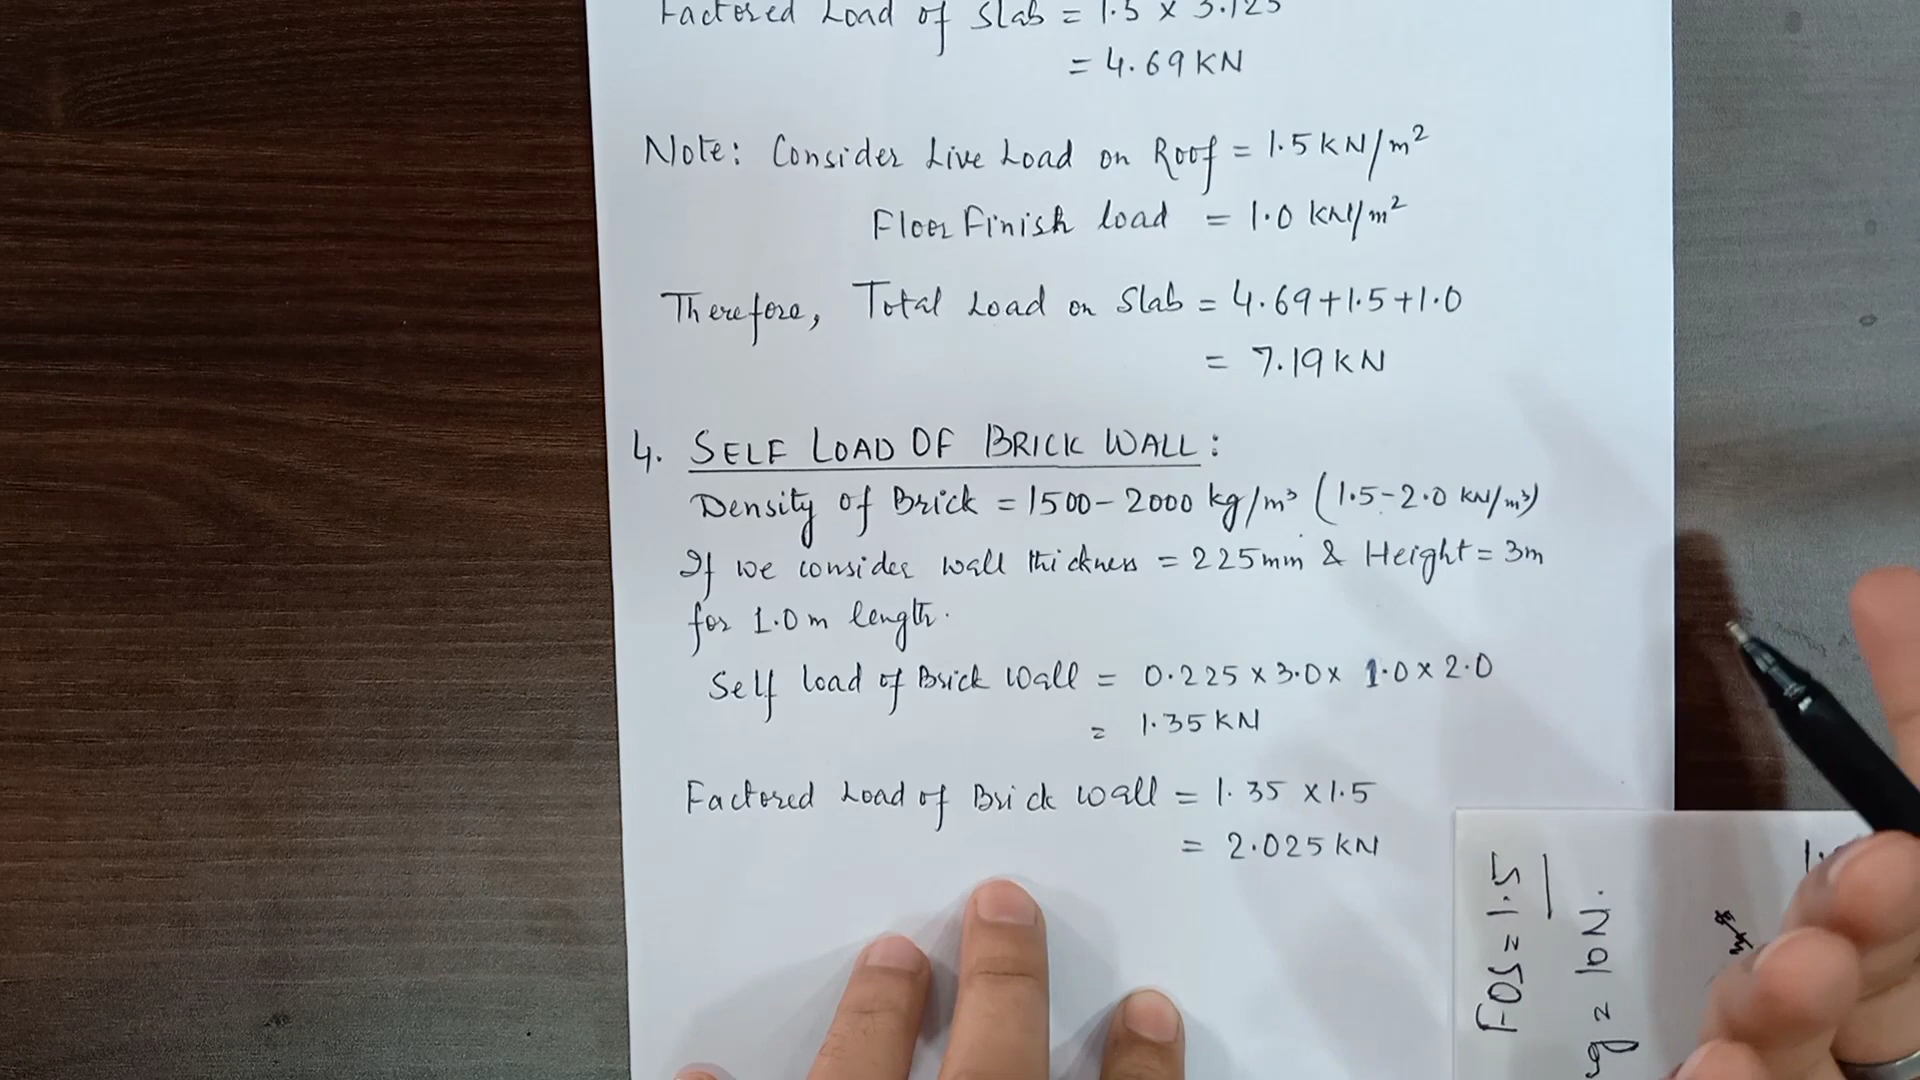 Factored Load of Slab = 1.5 x 3.125
= 4.69 KN
Note: Consider Live Load on Roof = 1.5 kN/m²
Floor Finish load = 1.0 kN/m²
Therefore, Total Load on Slab = 4.69+1.5+1.0
= 7.19 KN
4. SELF LOAD OF BRICK WALL:
Density of Brick = 1500 - 2000 kg/m³ (1.5-2.0 KN/m³)
If we consider wall thickness = 225mm & Height = 3m
for 1.0m length.
Self load of Brick Wall = 0.225 x 3.0 x 1.0 x 2.0
= 1.35 KN
Factored Load of Brick wall = 1.35 x 1.5
= 2.025 KN
FOS = 1.5
g = 10N.